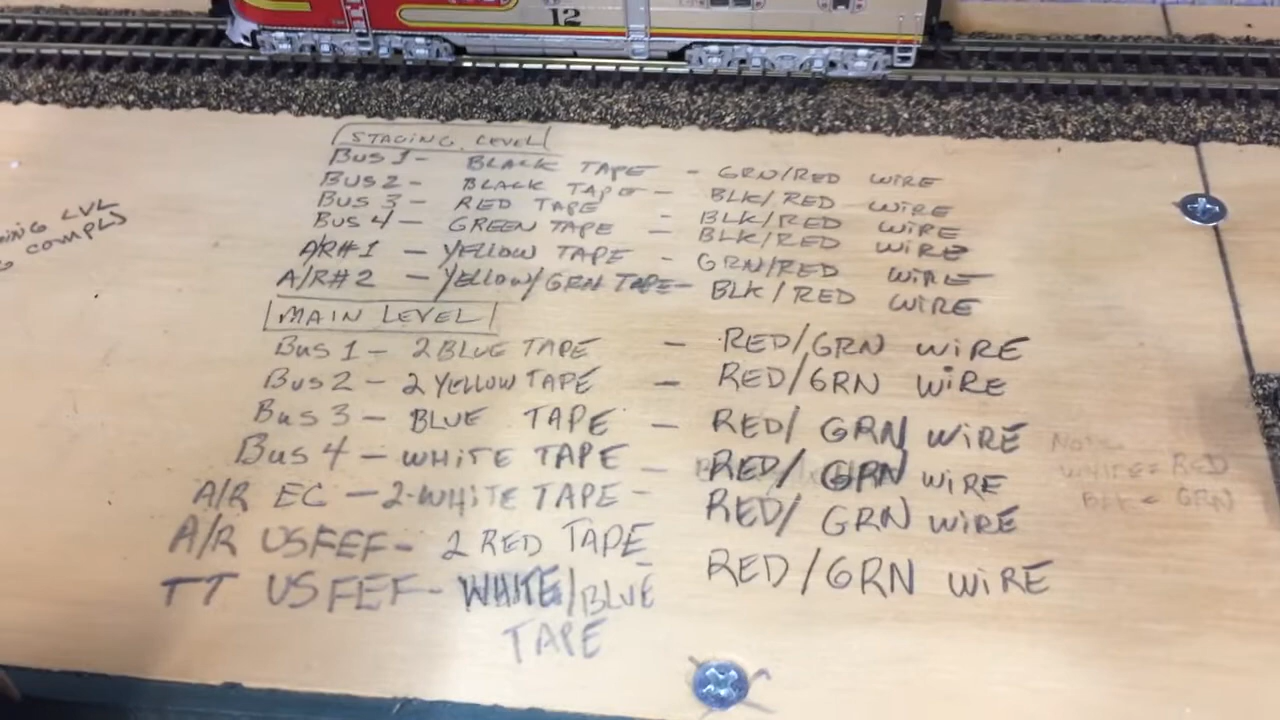 12
STAGING LEVEL
BUS 1 - BLACK TAPE - GRN/RED WIRE
BUS 2 - BLACK TAPE - BLK/RED WIRE
BUS 3 - RED TAPE - BLK/RED WIRE
BUS 4 - GREEN TAPE - BLK/RED WIRE
A/R#1 - YELLOW TAPE - GRN/RED WIRE
A/R#2 - YELLOW/GRN TAPE - BLK/RED WIRE
LVL
COMPLS
MAIN LEVEL
BUS 1 - 2 BLUE TAPE - RED/GRN WIRE
BUS 2 - 2 YELLOW TAPE - RED/GRN WIRE
BUS 3 - BLUE TAPE - RED/GRN WIRE
BUS 4 - WHITE TAPE - RED/GRN WIRE
A/R EC - 2-WHITE TAPE - RED/GRN WIRE
A/R USFEF - 2 RED TAPE
TT USFEF - WHITE/BLUE TAPE RED/GRN WIRE
WHITE = RED
BLK = GRN